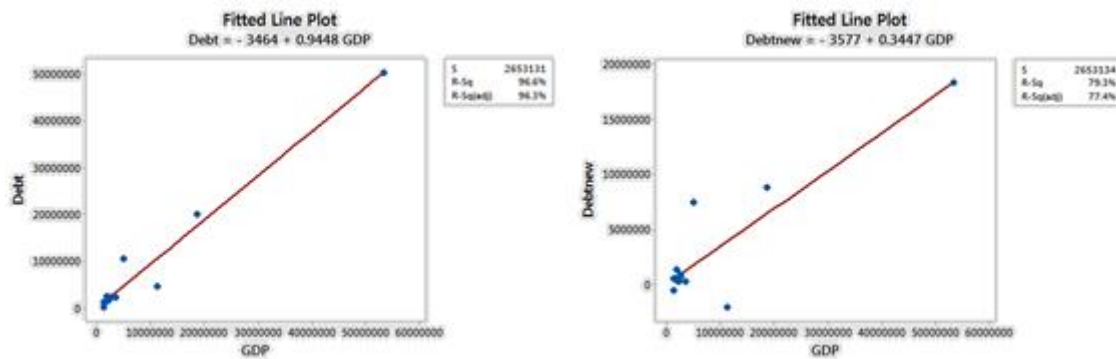 Fitted Line Plot
Debt = - 3464 + 0.9448 GDP
S 2653131
R-Sq 96.6%
R-Sq(adj) 96.3%
50000000
40000000
30000000
20000000
10000000
0
Debt
0 10000000 20000000 30000000 40000000 50000000 60000000
GDP
Fitted Line Plot
Debtnew = - 3577 + 0.3447 GDP
S 2653134
R-Sq 79.3%
R-Sq(adj) 77.4%
20000000
15000000
10000000
5000000
0
Debtnew
0 10000000 20000000 30000000 40000000 50000000 60000000
GDP